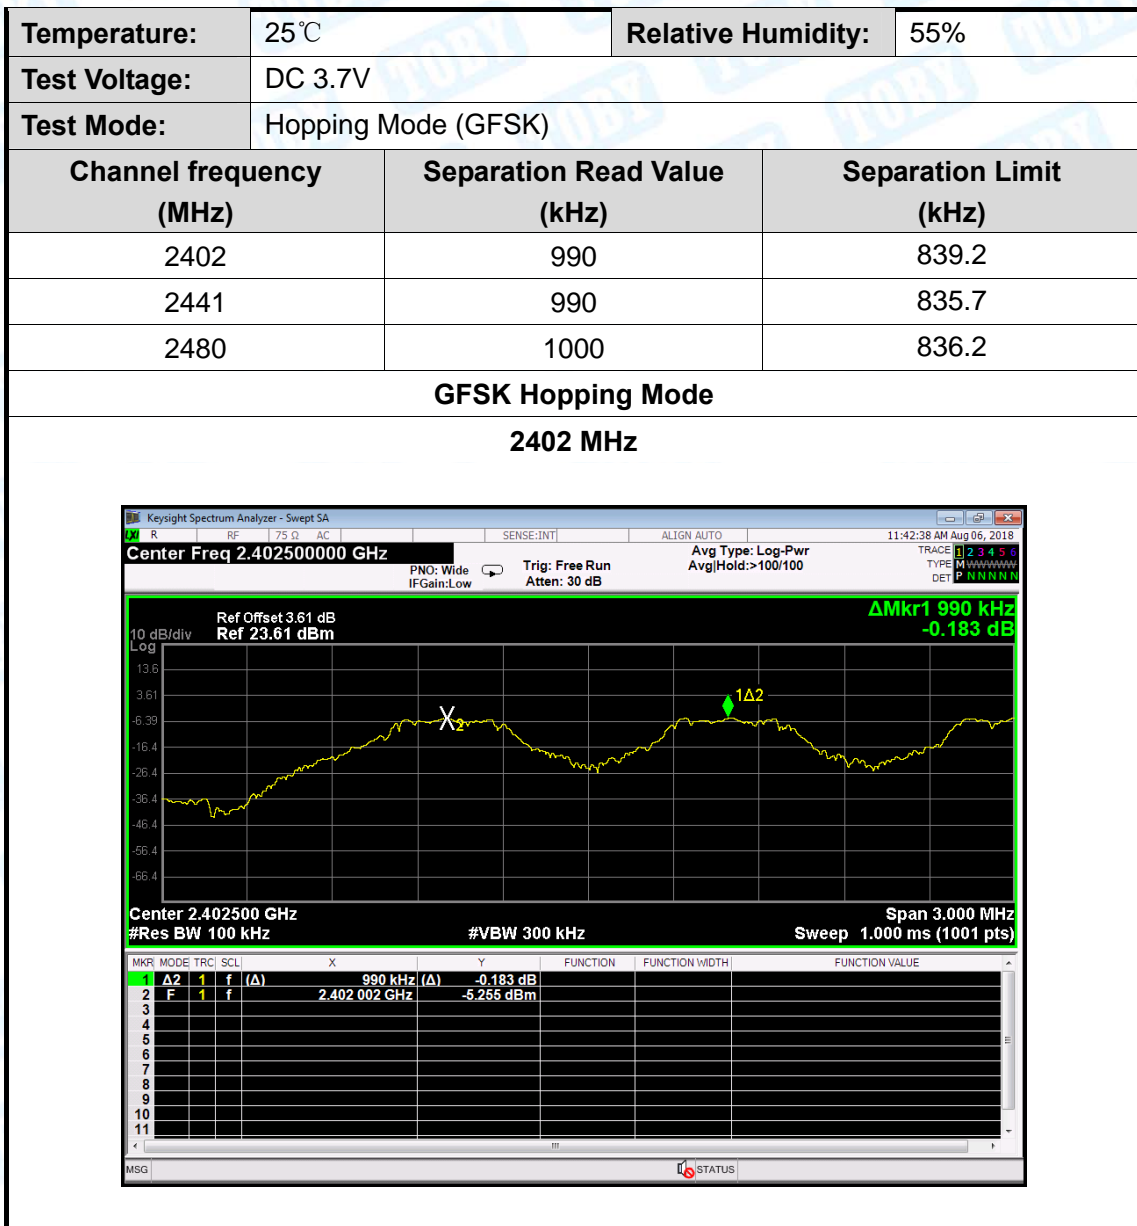 Temperature: 25℃ Relative Humidity: 55%
Test Voltage: DC 3.7V
Test Mode: Hopping Mode (GFSK)
Channel frequency (MHz) Separation Read Value (kHz) Separation Limit (kHz)
2402 990 839.2
2441 990 835.7
2480 1000 836.2
GFSK Hopping Mode
2402 MHz
Keysight Spectrum Analyzer - Swept SA
LXI R RF 75 Ω AC SENSE:INT ALIGN AUTO 11:42:38 AM Aug 06, 2018
Center Freq 2.402500000 GHz Avg Type: Log-Pwr TRACE 1 2 3 4 5 6
PNO: Wide Trig: Free Run Avg|Hold:>100/100 TYPE M WWWWW
IFGain:Low Atten: 30 dB DET P N N N N N
ΔMkr1 990 kHz
-0.183 dB
Ref Offset 3.61 dB
10 dB/div Ref 23.61 dBm
Log
13.6
3.61
-6.39
-16.4
-26.4
-36.4
-46.4
-56.4
-66.4
X2
1Δ2
Center 2.402500 GHz Span 3.000 MHz
#Res BW 100 kHz #VBW 300 kHz Sweep 1.000 ms (1001 pts)
MKR MODE TRC SCL X Y FUNCTION FUNCTION WIDTH FUNCTION VALUE
1 Δ2 1 f (Δ) 990 kHz (Δ) -0.183 dB
2 F 1 f 2.402 002 GHz -5.255 dBm
3
4
5
6
7
8
9
10
11
MSG STATUS
TOBY